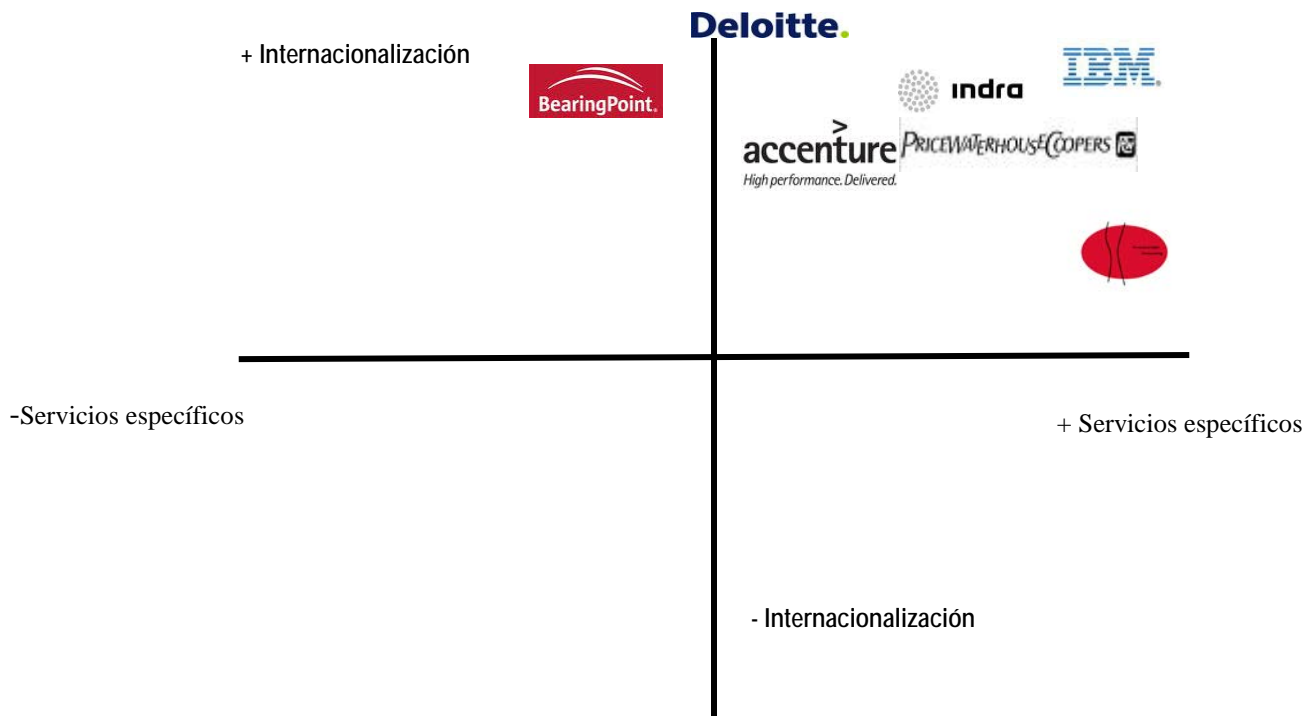 Deloitte.
+ Internacionalización
BearingPoint.
indra
IBM
accenture
High performance. Delivered.
PRICEWATERHOUSECOOPERS
-Servicios específicos
+ Servicios específicos
- Internacionalización